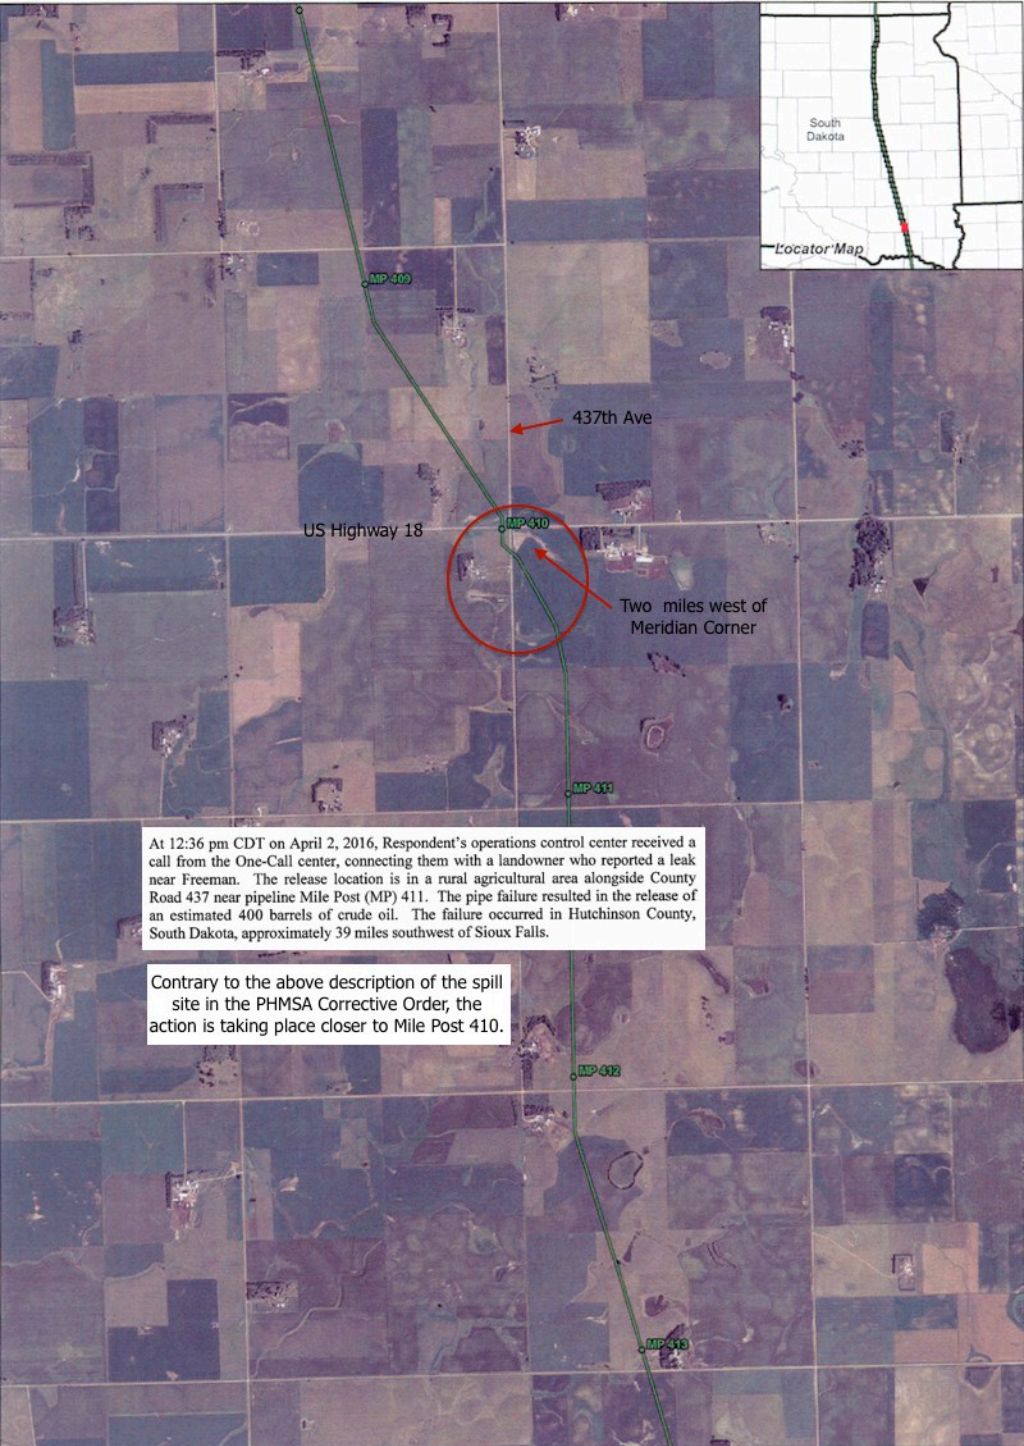 South
Dakota
Locator Map
MP 409
437th Ave
MP 410
US Highway 18
Two  miles west of
Meridian Corner
MP 411
At 12:36 pm CDT on April 2, 2016, Respondent's operations control center received a
call from the One-Call center, connecting them with a landowner who reported a leak
near Freeman.  The release location is in a rural agricultural area alongside County
Road 437 near pipeline Mile Post (MP) 411.  The pipe failure resulted in the release of
an estimated 400 barrels of crude oil.  The failure occurred in Hutchinson County,
South Dakota, approximately 39 miles southwest of Sioux Falls.
Contrary to the above description of the spill
site in the PHMSA Corrective Order, the
action is taking place closer to Mile Post 410.
MP 412
MP 413